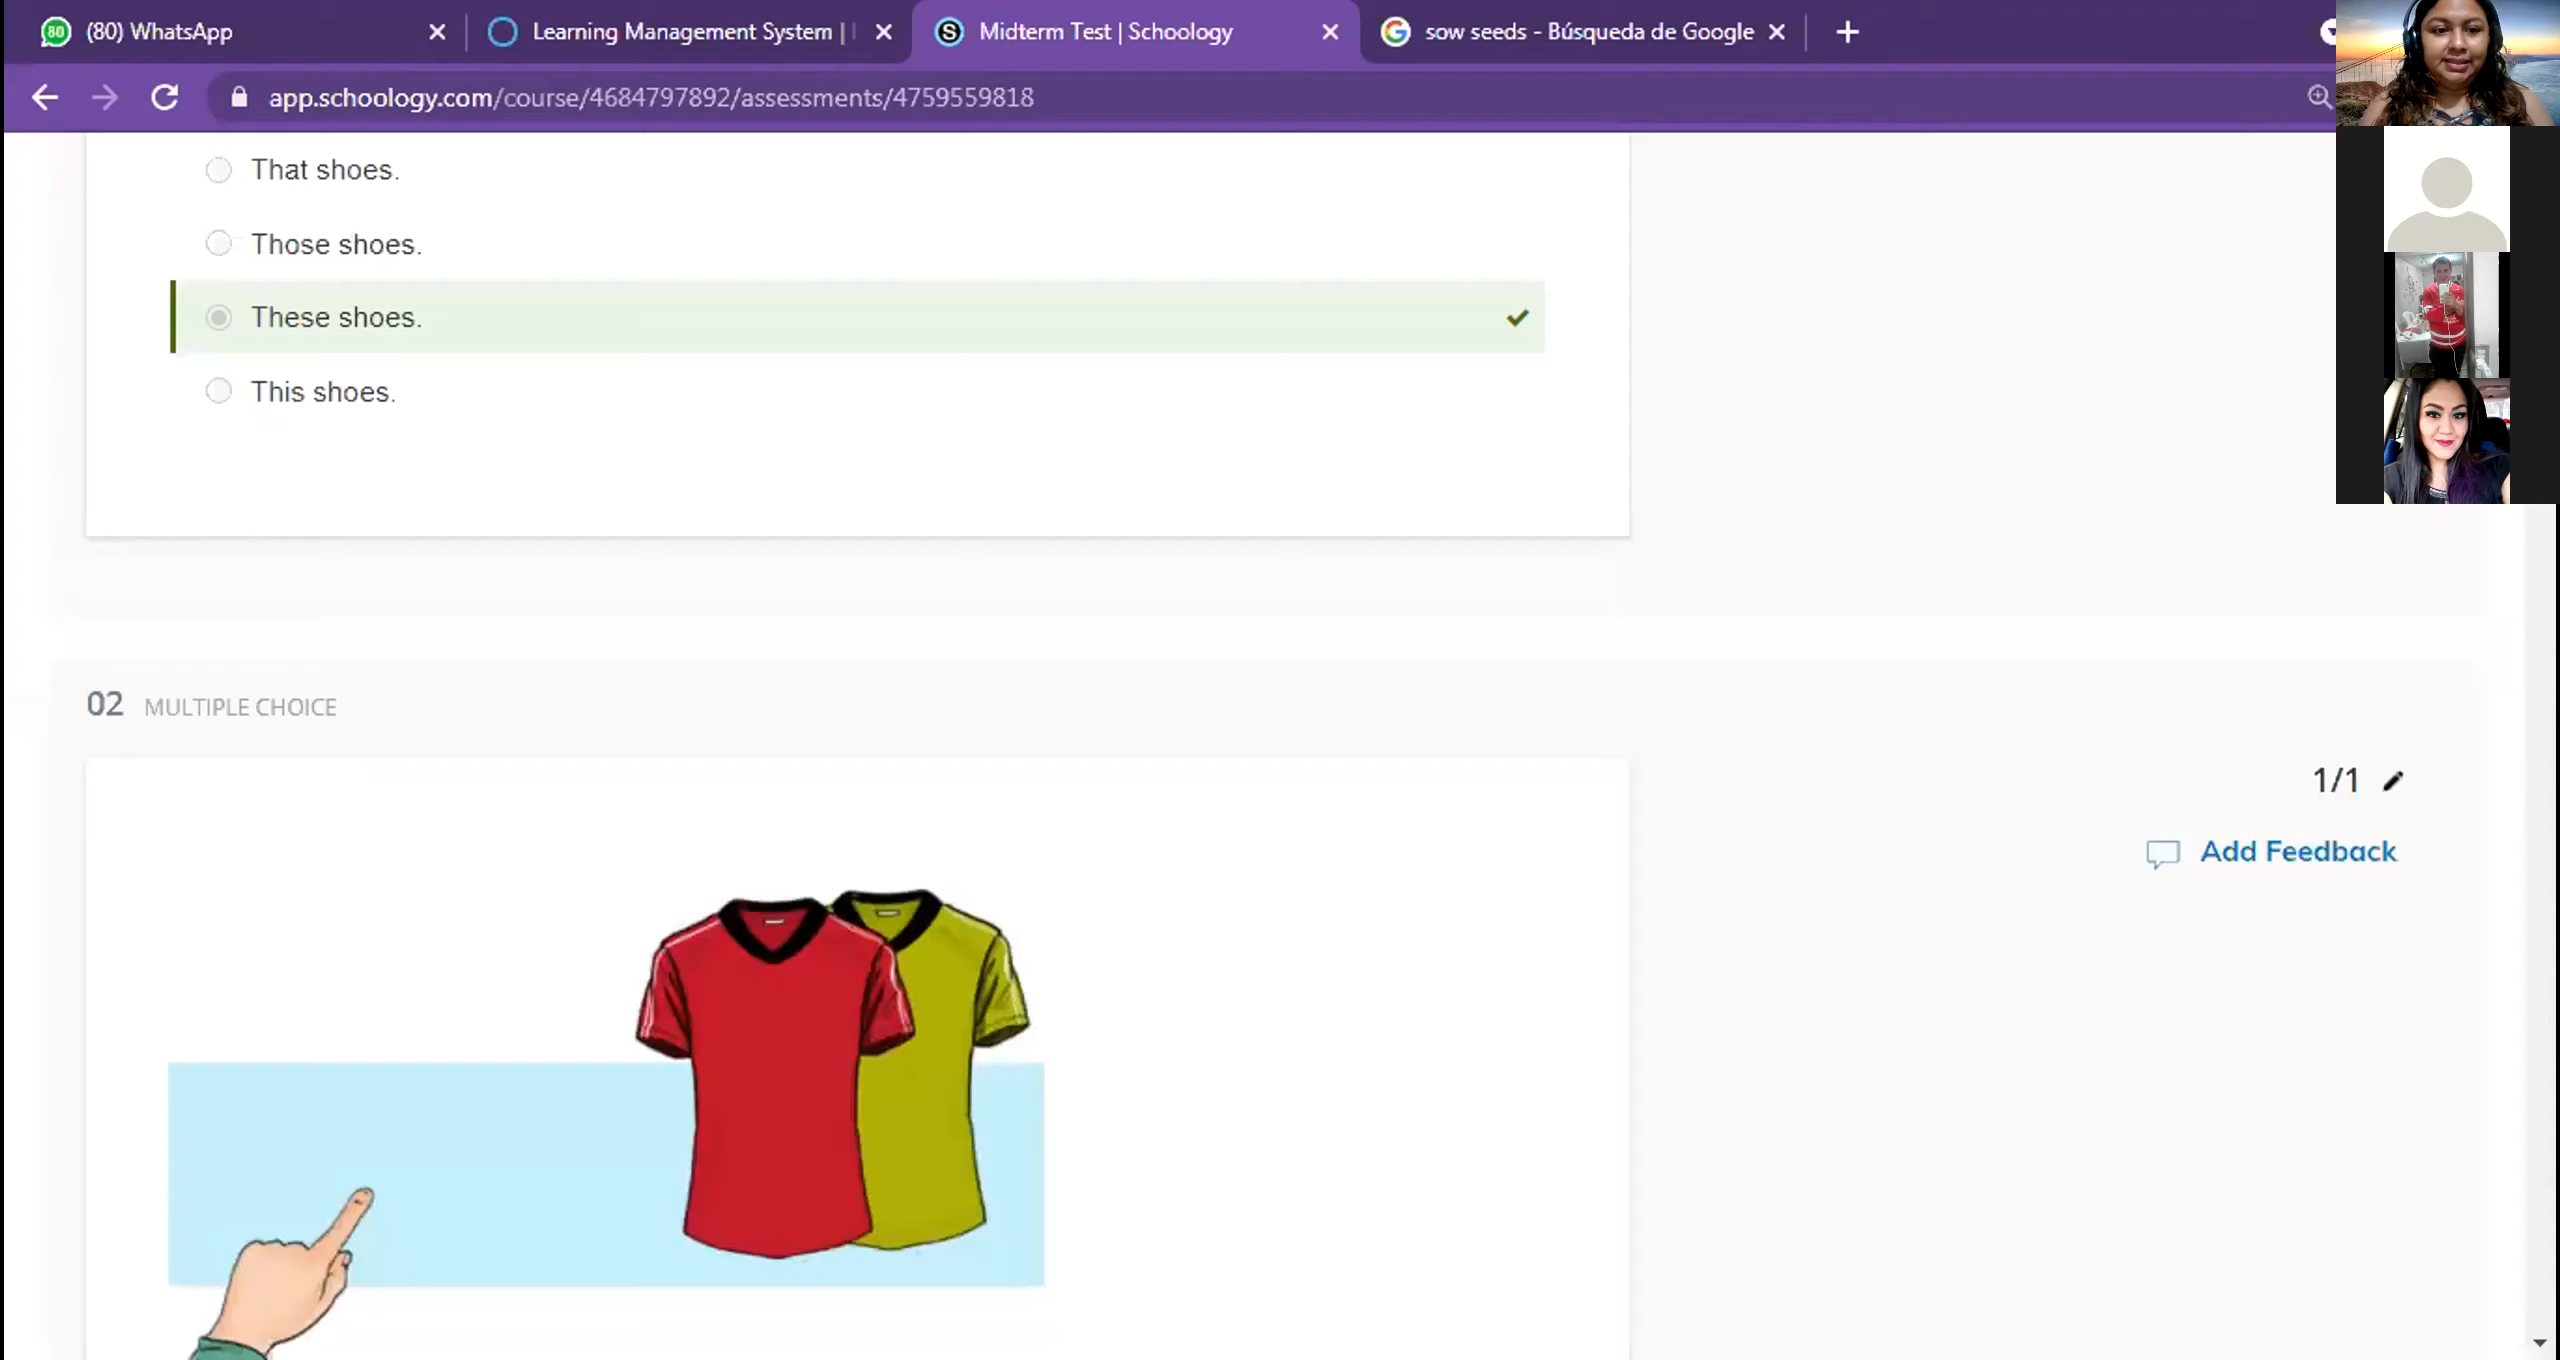 80 (80) WhatsApp
Learning Management System |
S Midterm Test | Schoology
G sow seeds - Búsqueda de Google
app.schoology.com/course/4684797892/assessments/4759559818
That shoes.
Those shoes.
These shoes.
This shoes.
02 MULTIPLE CHOICE
1/1
Add Feedback